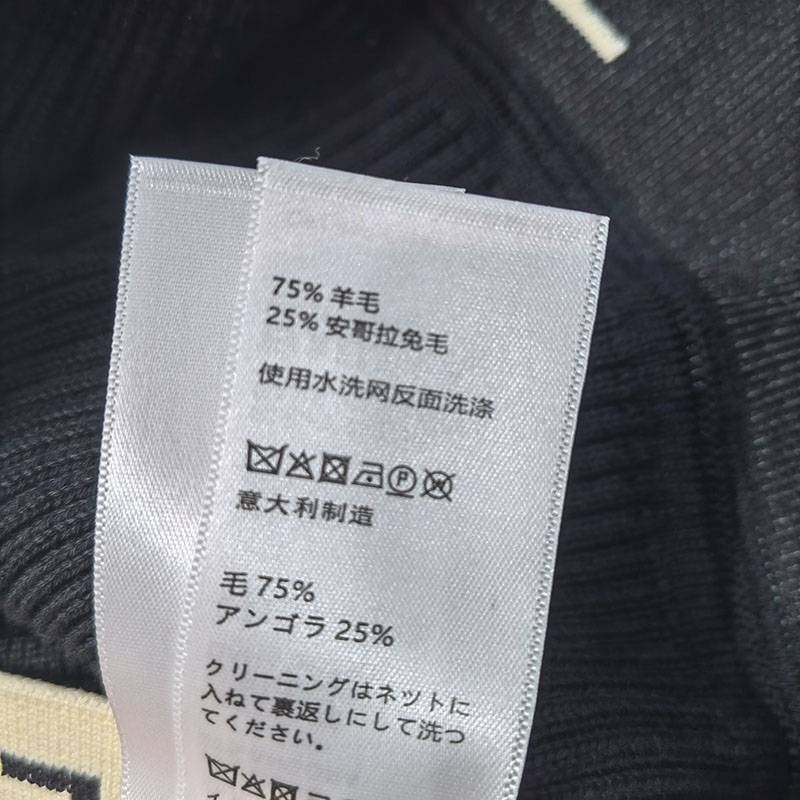 75% 羊毛
25% 安哥拉兔毛
使用水洗网反面洗涤
意大利制造
毛 75%
アンゴラ 25%
クリーニングはネットに
入れて裏返しにして洗っ
てください。